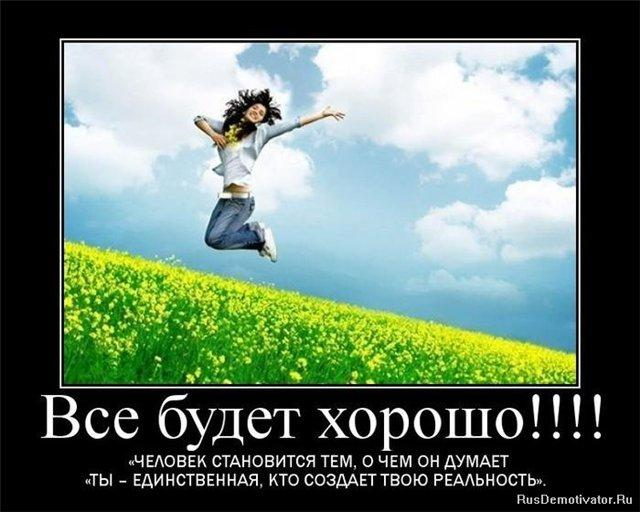 Все будет хорошо!!!!
«ЧЕЛОВЕК СТАНОВИТСЯ ТЕМ, О ЧЕМ ОН ДУМАЕТ
«ТЫ – ЕДИНСТВЕННАЯ, КТО СОЗДАЕТ ТВОЮ РЕАЛЬНОСТЬ».
RusDemotivator.Ru